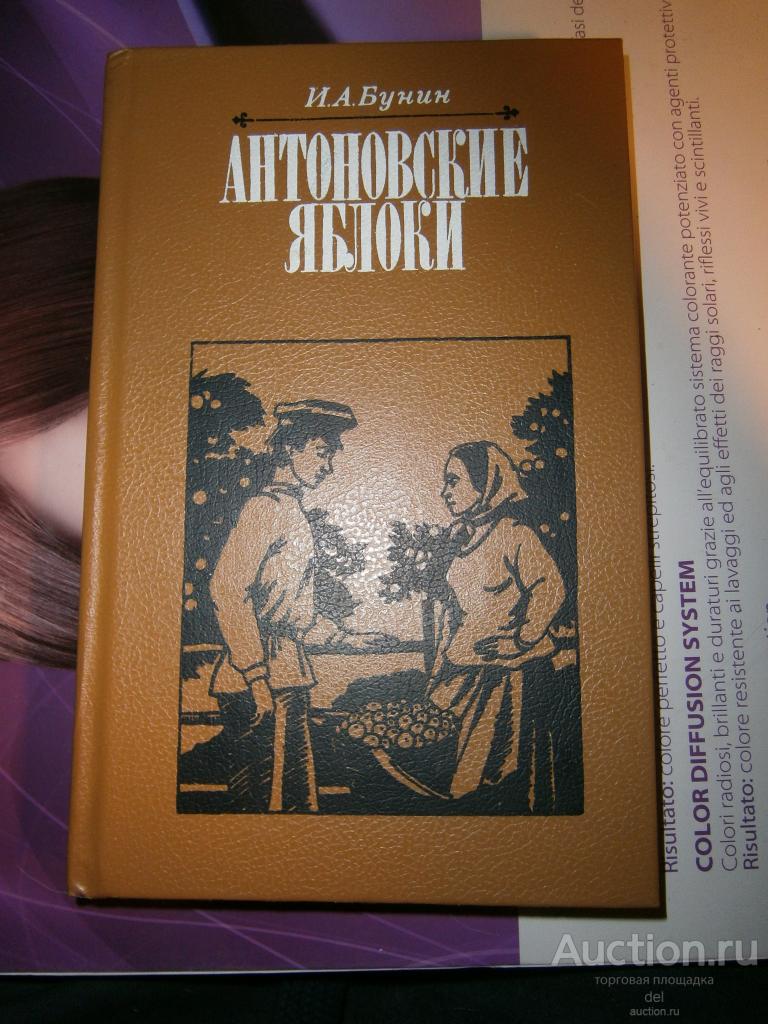 И.А.Бунин
АНТОНОВСКИЕ
ЯБЛОКИ
Risultato: colore perfetto e capelli strepitosi.
COLOR DIFFUSION SYSTEM
Colori radiosi, brillanti e duraturi grazie all'equilibrato sistema colorante potenziato con agenti protettivi
Risultato: colore resistente ai lavaggi ed agli effetti dei raggi solari, riflessi vivi e scintillanti.
Auction.ru
торговая площадка
del
auction.ru